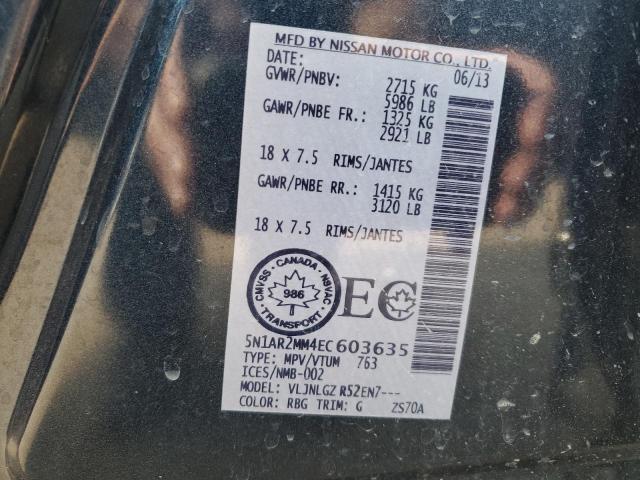 MFD BY NISSAN MOTOR CO., LTD.
DATE: 06/13
GVWR/PNBV: 2715 KG
5986 LB
GAWR/PNBE FR.: 1325 KG
2921 LB
18 X 7.5 RIMS/JANTES
GAWR/PNBE RR.: 1415 KG
3120 LB
18 X 7.5 RIMS/JANTES
CANADA
CMVSS NSVAC
986
TRANSPORT
EC
5N1AR2MM4EC603635
TYPE: MPV/VTUM 763
ICES/NMB-002
MODEL: VLJNLGZ R52EN7---
COLOR: RBG TRIM: G ZS70A